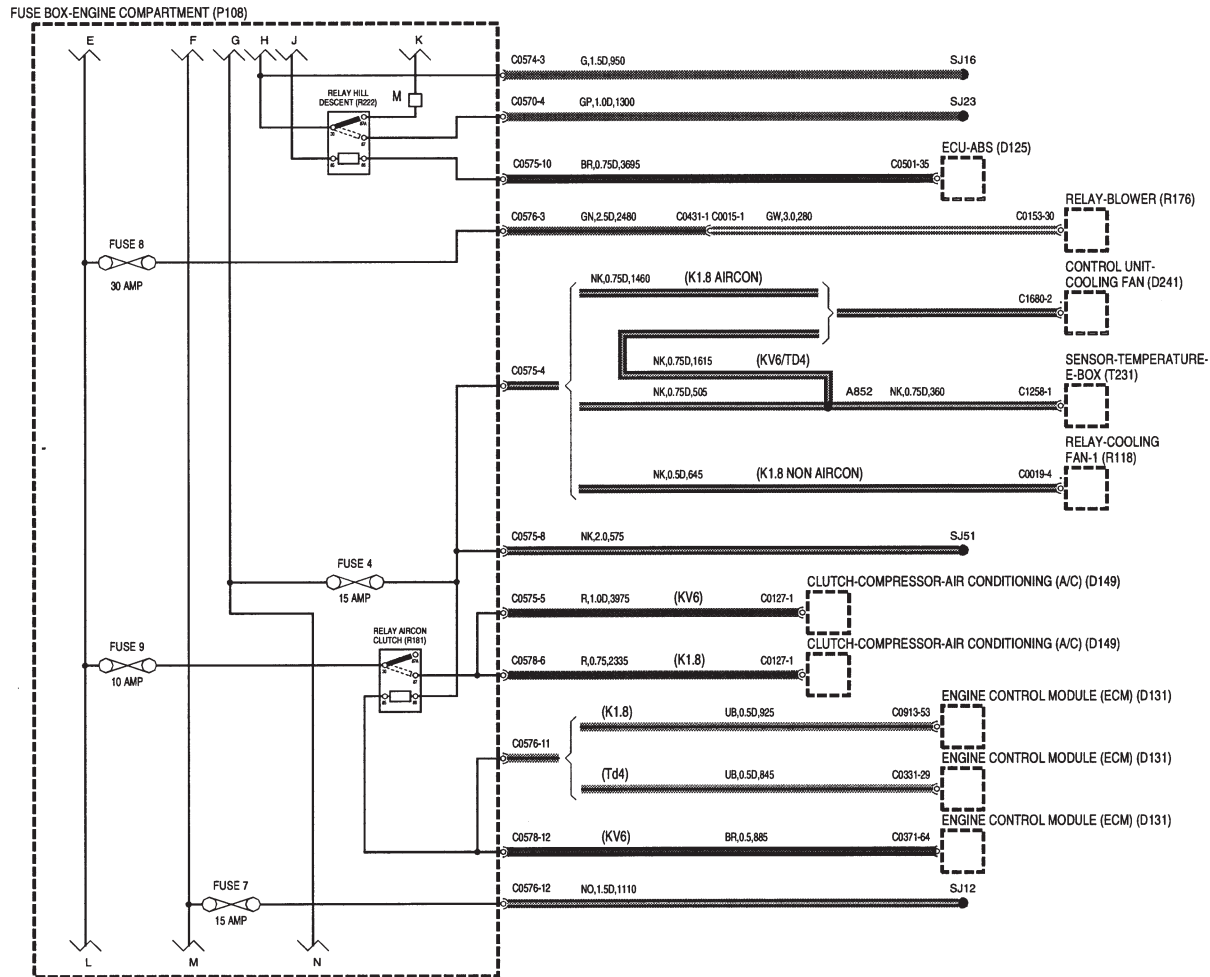 FUSE BOX-ENGINE COMPARTMENT (P108)
E F G H J K
C0574-3 G,1.5D,950 SJ16
RELAY HILL
DESCENT (R222)
M
C0570-4 GP,1.0D,1300 SJ23
87A
30
87
85 86
C0575-10 BR,0.75D,3695 C0501-35
ECU-ABS (D125)
C0576-3 GN,2.5D,2480 C0431-1 C0015-1 GW,3.0,280 C0153-30
RELAY-BLOWER (R176)
FUSE 8
30 AMP
NK,0.75D,1460 (K1.8 AIRCON)
C1680-2
CONTROL UNIT-
COOLING FAN (D241)
NK,0.75D,1615 (KV6/TD4)
C0575-4
NK,0.75D,505 A852 NK,0.75D,360 C1258-1
SENSOR-TEMPERATURE-
E-BOX (T231)
NK,0.5D,645 (K1.8 NON AIRCON) C0019-4
RELAY-COOLING
FAN-1 (R118)
C0575-8 NK,2.0,575 SJ51
FUSE 4
15 AMP
C0575-5 R,1.0D,3975 (KV6) C0127-1
CLUTCH-COMPRESSOR-AIR CONDITIONING (A/C) (D149)
RELAY AIRCON
CLUTCH (R181)
FUSE 9
10 AMP
87A
30
87
85 86
C0578-6 R,0.75,2335 (K1.8) C0127-1
CLUTCH-COMPRESSOR-AIR CONDITIONING (A/C) (D149)
C0576-11
(K1.8) UB,0.5D,925 C0913-53
ENGINE CONTROL MODULE (ECM) (D131)
(Td4) UB,0.5D,845 C0331-29
ENGINE CONTROL MODULE (ECM) (D131)
C0578-12 (KV6) BR,0.5,885 C0371-64
ENGINE CONTROL MODULE (ECM) (D131)
FUSE 7
15 AMP
C0576-12 NO,1.5D,1110 SJ12
L M N